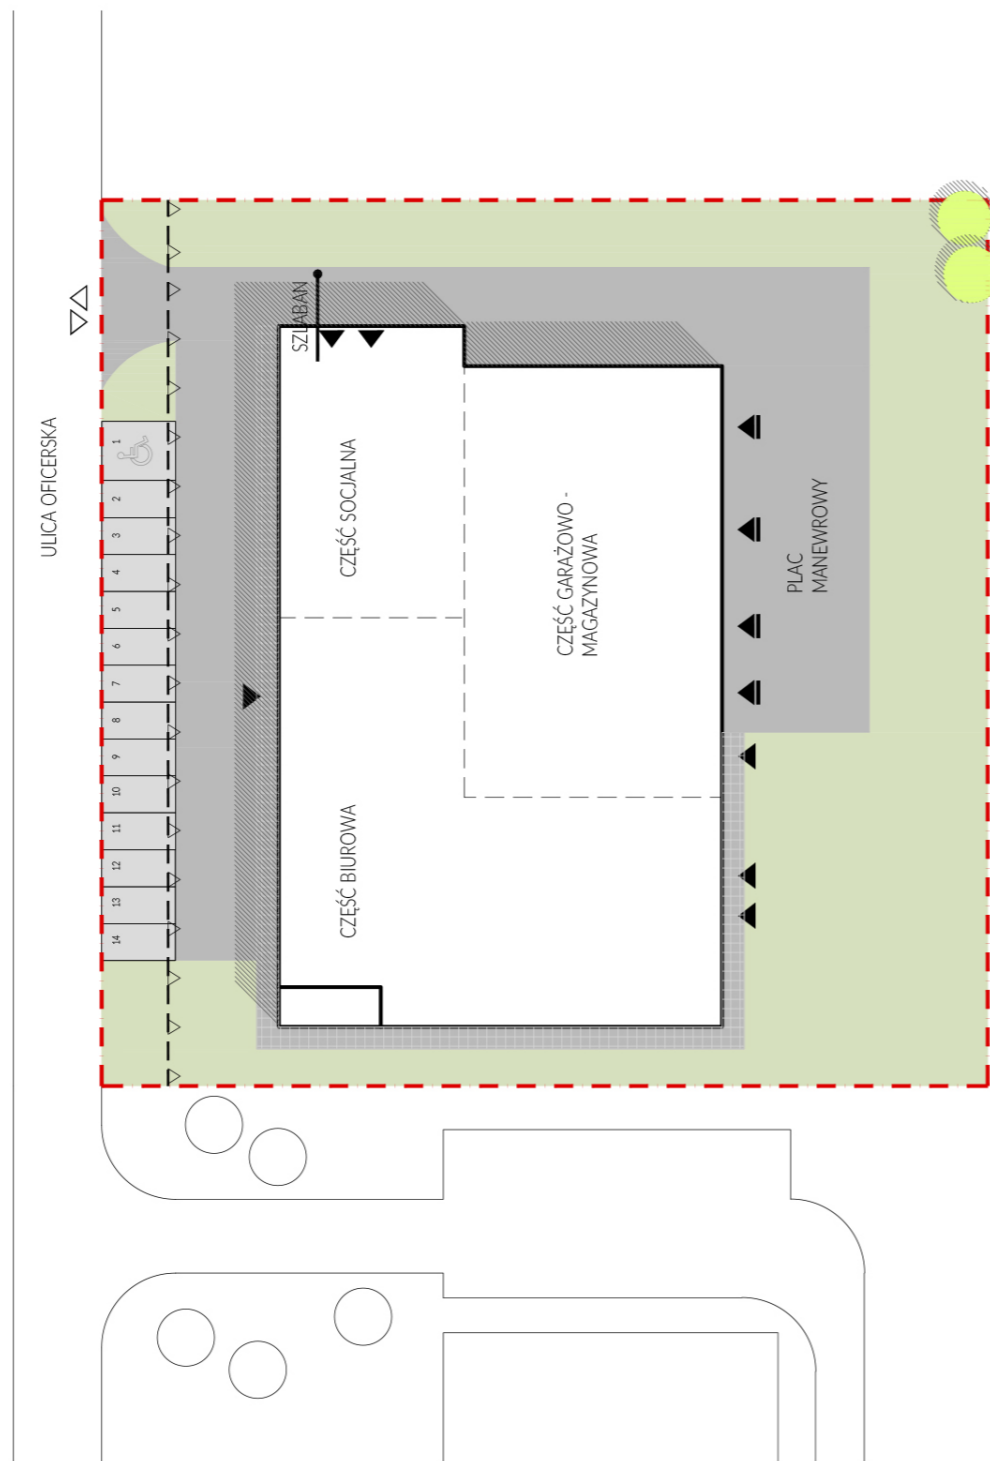 ULICA OFICERSKA
1
2
3
4
5
6
7
8
9
10
11
12
13
14
SZLABAN
CZĘŚĆ SOCJALNA
CZĘŚĆ BIUROWA
CZĘŚĆ GARAŻOWO -
MAGAZYNOWA
PLAC
MANEWROWY